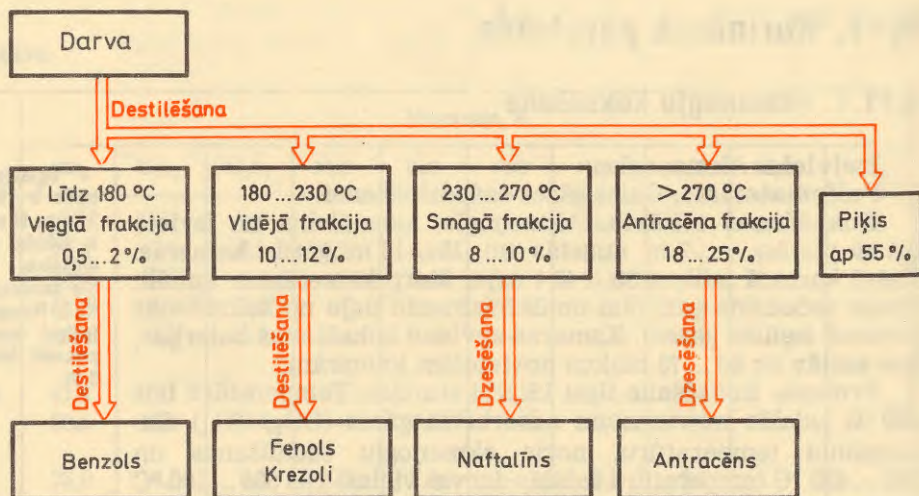 Darva
Destilēšana
Līdz 180 °C
Vieglā frakcija
0,5...2 %
180...230 °C
Vidējā frakcija
10...12 %
230...270 °C
Smagā frakcija
8...10 %
>270 °C
Antracēna frakcija
18...25 %
Piķis
ap 55 %
Destilēšana
Destilēšana
Dzesēšana
Dzesēšana
Benzols
Fenols
Krezoli
Naftalīns
Antracēns